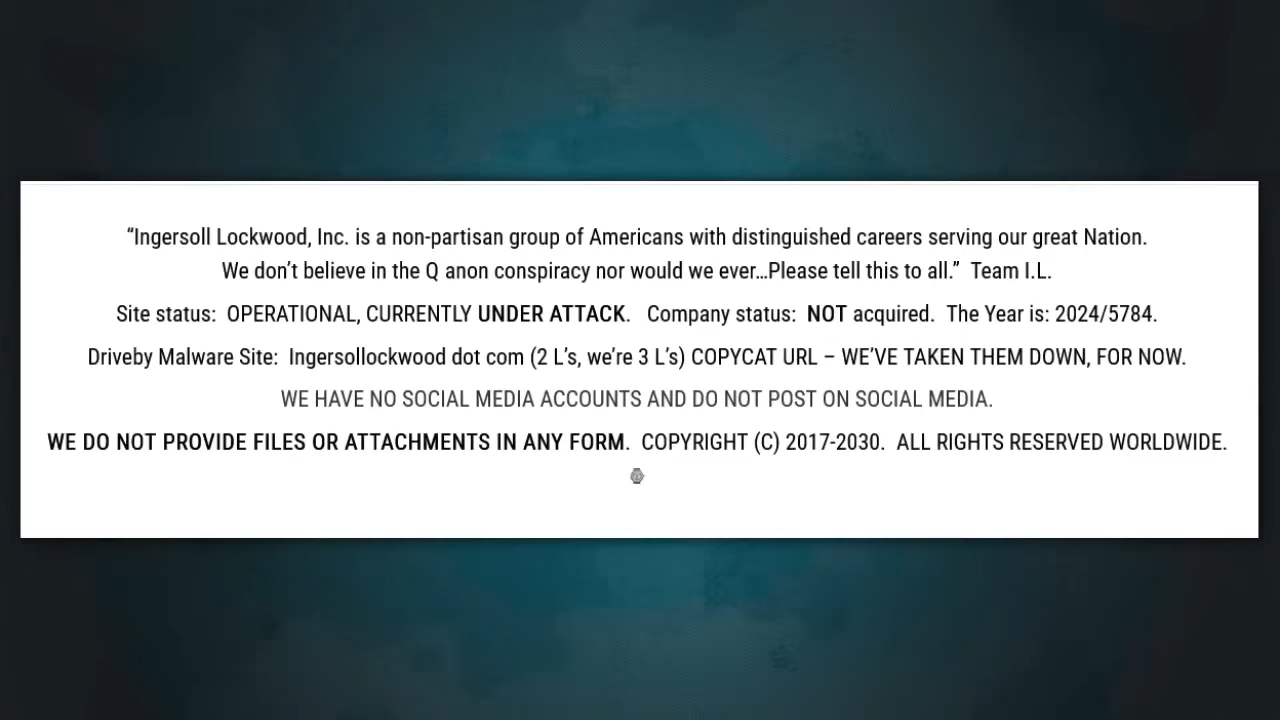 “Ingersoll Lockwood, Inc. is a non-partisan group of Americans with distinguished careers serving our great Nation.
We don’t believe in the Q anon conspiracy nor would we ever…Please tell this to all.” Team I.L.
Site status: OPERATIONAL, CURRENTLY UNDER ATTACK. Company status: NOT acquired. The Year is: 2024/5784.
Driveby Malware Site: Ingersollockwood dot com (2 L’s, we’re 3 L’s) COPYCAT URL – WE’VE TAKEN THEM DOWN, FOR NOW.
WE HAVE NO SOCIAL MEDIA ACCOUNTS AND DO NOT POST ON SOCIAL MEDIA.
WE DO NOT PROVIDE FILES OR ATTACHMENTS IN ANY FORM. COPYRIGHT (C) 2017-2030. ALL RIGHTS RESERVED WORLDWIDE.